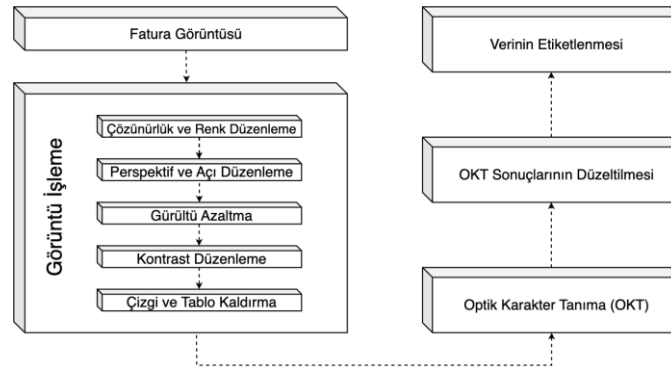 Fatura Görüntüsü
Görüntü İşleme
Çözünürlük ve Renk Düzenleme
Perspektif ve Açı Düzenleme
Gürültü Azaltma
Kontrast Düzenleme
Çizgi ve Tablo Kaldırma
Optik Karakter Tanıma (OKT)
OKT Sonuçlarının Düzeltilmesi
Verinin Etiketlenmesi